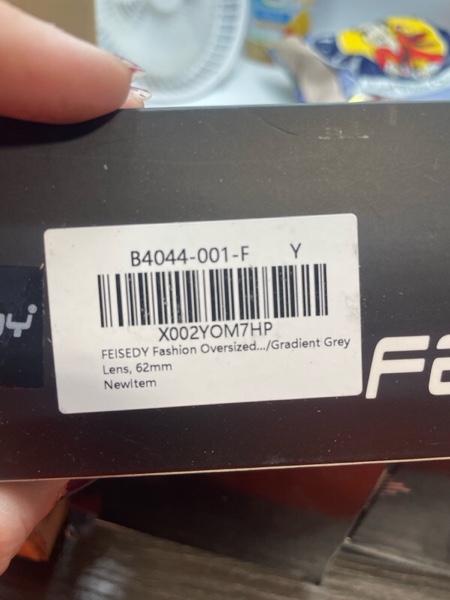 B4044-001-F Y
X002YOM7HP
FEISEDY Fashion Oversized.../Gradient Grey
Lens, 62mm
NewItem